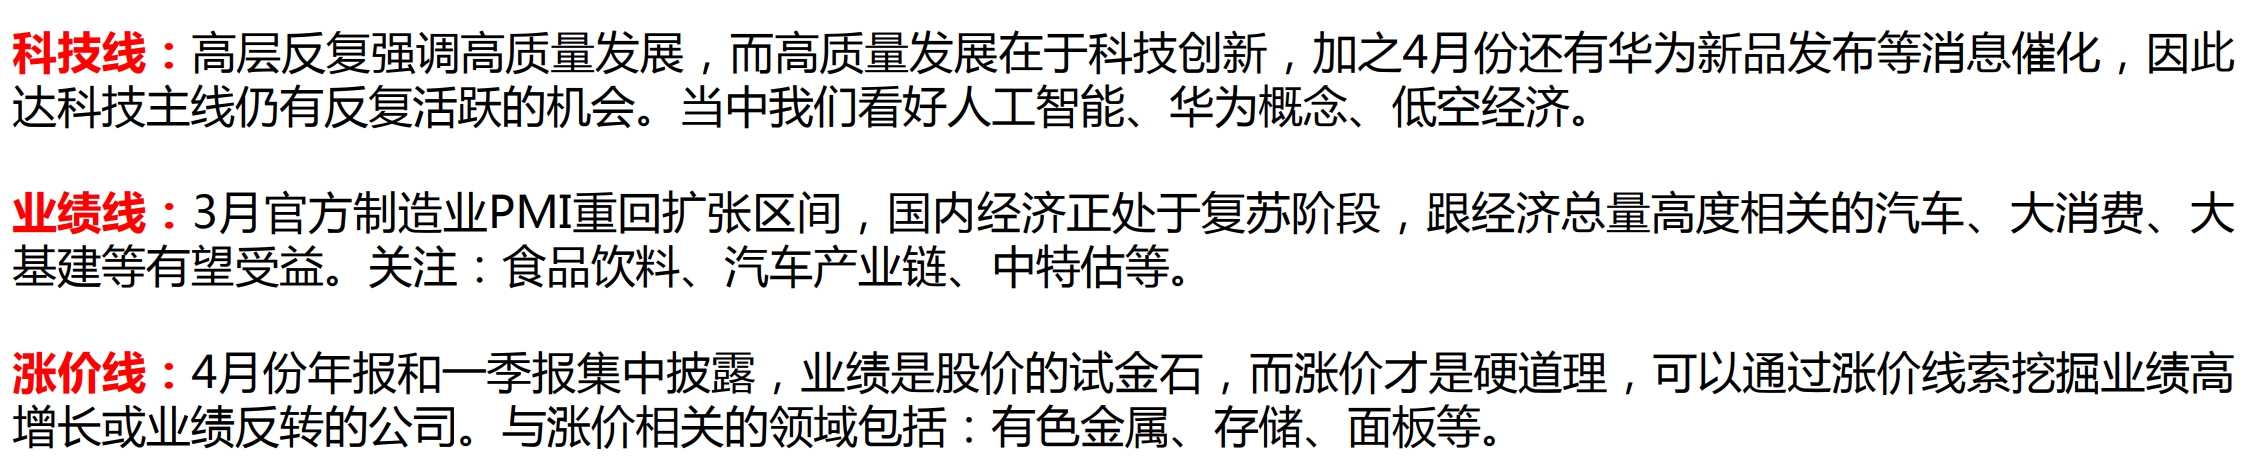 科技线：高层反复强调高质量发展，而高质量发展在于科技创新，加之4月份还有华为新品发布等消息催化，因此
达科技主线仍有反复活跃的机会。当中我们看好人工智能、华为概念、低空经济。
业绩线：3月官方制造业PMI重回扩张区间，国内经济正处于复苏阶段，跟经济总量高度相关的汽车、大消费、大
基建等有望受益。关注：食品饮料、汽车产业链、中特估等。
涨价线：4月份年报和一季报集中披露，业绩是股价的试金石，而涨价才是硬道理，可以通过涨价线索挖掘业绩高
增长或业绩反转的公司。与涨价相关的领域包括：有色金属、存储、面板等。